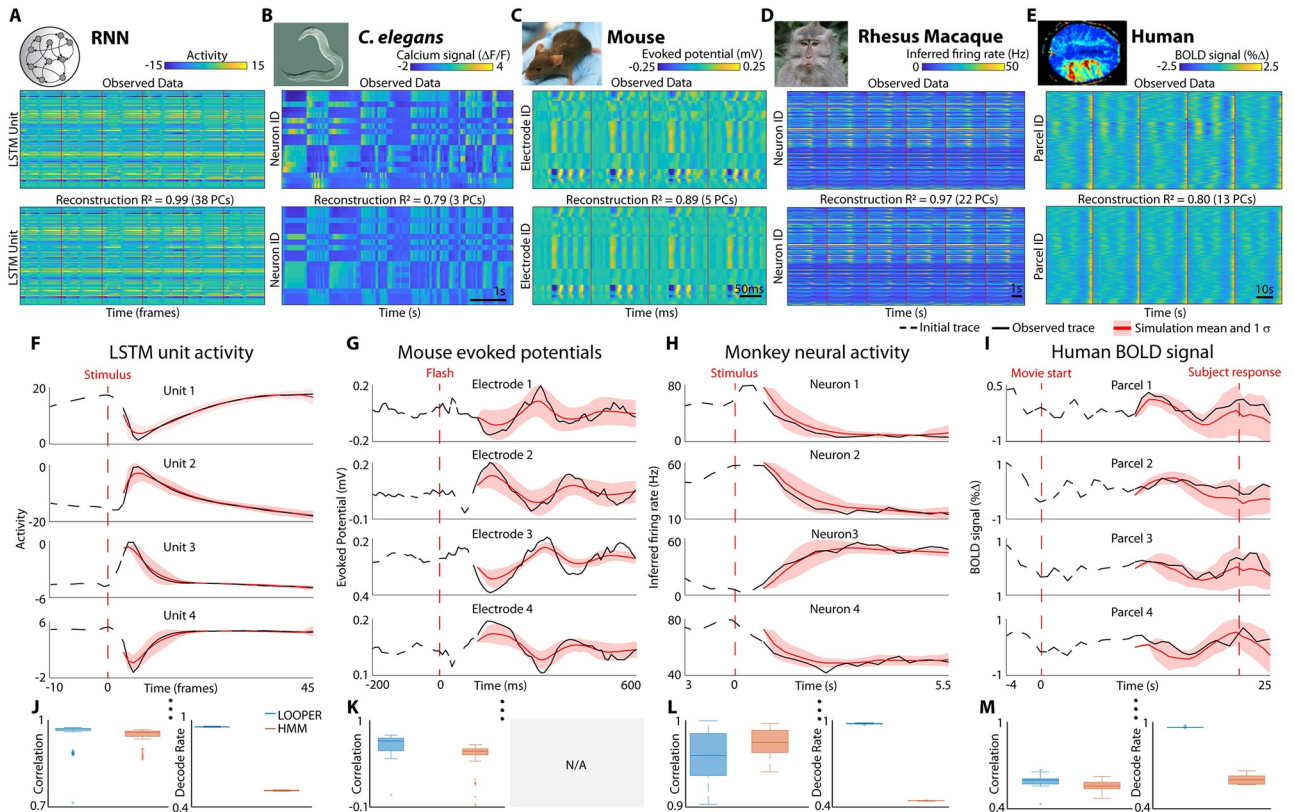 A
RNN
Activity
-15 15
Observed Data
LSTM Unit
Reconstruction R² = 0.99 (38 PCs)
LSTM Unit
Time (frames)
B
C. elegans
Calcium signal (ΔF/F)
-2 4
Observed Data
Neuron ID
Reconstruction R² = 0.79 (3 PCs)
Neuron ID
1s
Time (s)
C
Mouse
Evoked potential (mV)
-0.25 0.25
Observed Data
Electrode ID
Reconstruction R² = 0.89 (5 PCs)
Electrode ID
50ms
Time (ms)
D
Rhesus Macaque
Inferred firing rate (Hz)
0 50
Observed Data
Neuron ID
Reconstruction R² = 0.97 (22 PCs)
Neuron ID
1s
Time (s)
E
Human
BOLD signal (%Δ)
-2.5 2.5
Observed Data
Parcel ID
Reconstruction R² = 0.80 (13 PCs)
Parcel ID
10s
Time (s)
Initial trace Observed trace Simulation mean and 1 σ
F
LSTM unit activity
Stimulus
Unit 1
20
0
Unit 2
0
-20
Activity
Unit 3
0
-6
Unit 4
6
-2
-10 0 Time (frames) 45
G
Mouse evoked potentials
Flash
Electrode 1
0.2
-0.2
Electrode 2
0.2
-0.1
Evoked Potential (mV)
Electrode 3
0.2
0.4
Electrode 4
0.2
0.1
-200 0 Time (ms) 600
H
Monkey neural activity
Stimulus
Neuron 1
80
0
Neuron 2
60
10
Inferred firing rate (Hz)
Neuron3
60
0
Neuron 4
80
40
3 0 Time (s) 5.5
I
Human BOLD signal
Movie start Subject response
Parcel 1
0.5
-1
Parcel 2
1
-1
BOLD signal (%Δ)
Parcel 3
1
1
Parcel 4
1
-1
-4 0 Time (s) 25
J
Correlation
1
0.7
Decode Rate
1
0.4
LOOPER
HMM
K
Correlation
1
-0.1
N/A
L
Correlation
1
0.9
Decode Rate
1
0.4
M
Correlation
1
0.4
Decode Rate
1
0.4